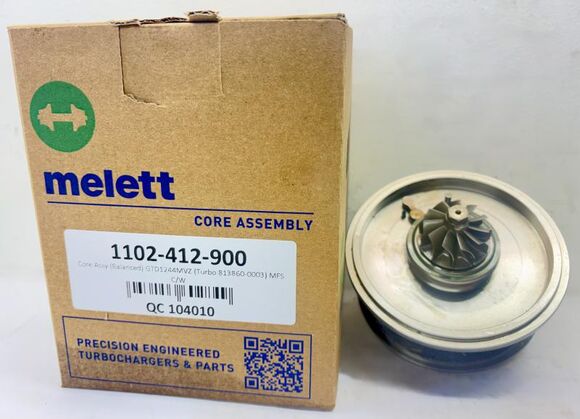 melett
CORE ASSEMBLY
1102-412-900
Core Assy (Balanced) GTD1244MVZ (Turbo 813860-0003) MFS
C/W
QC 104010
PRECISION ENGINEERED
TURBOCHARGERS & PARTS